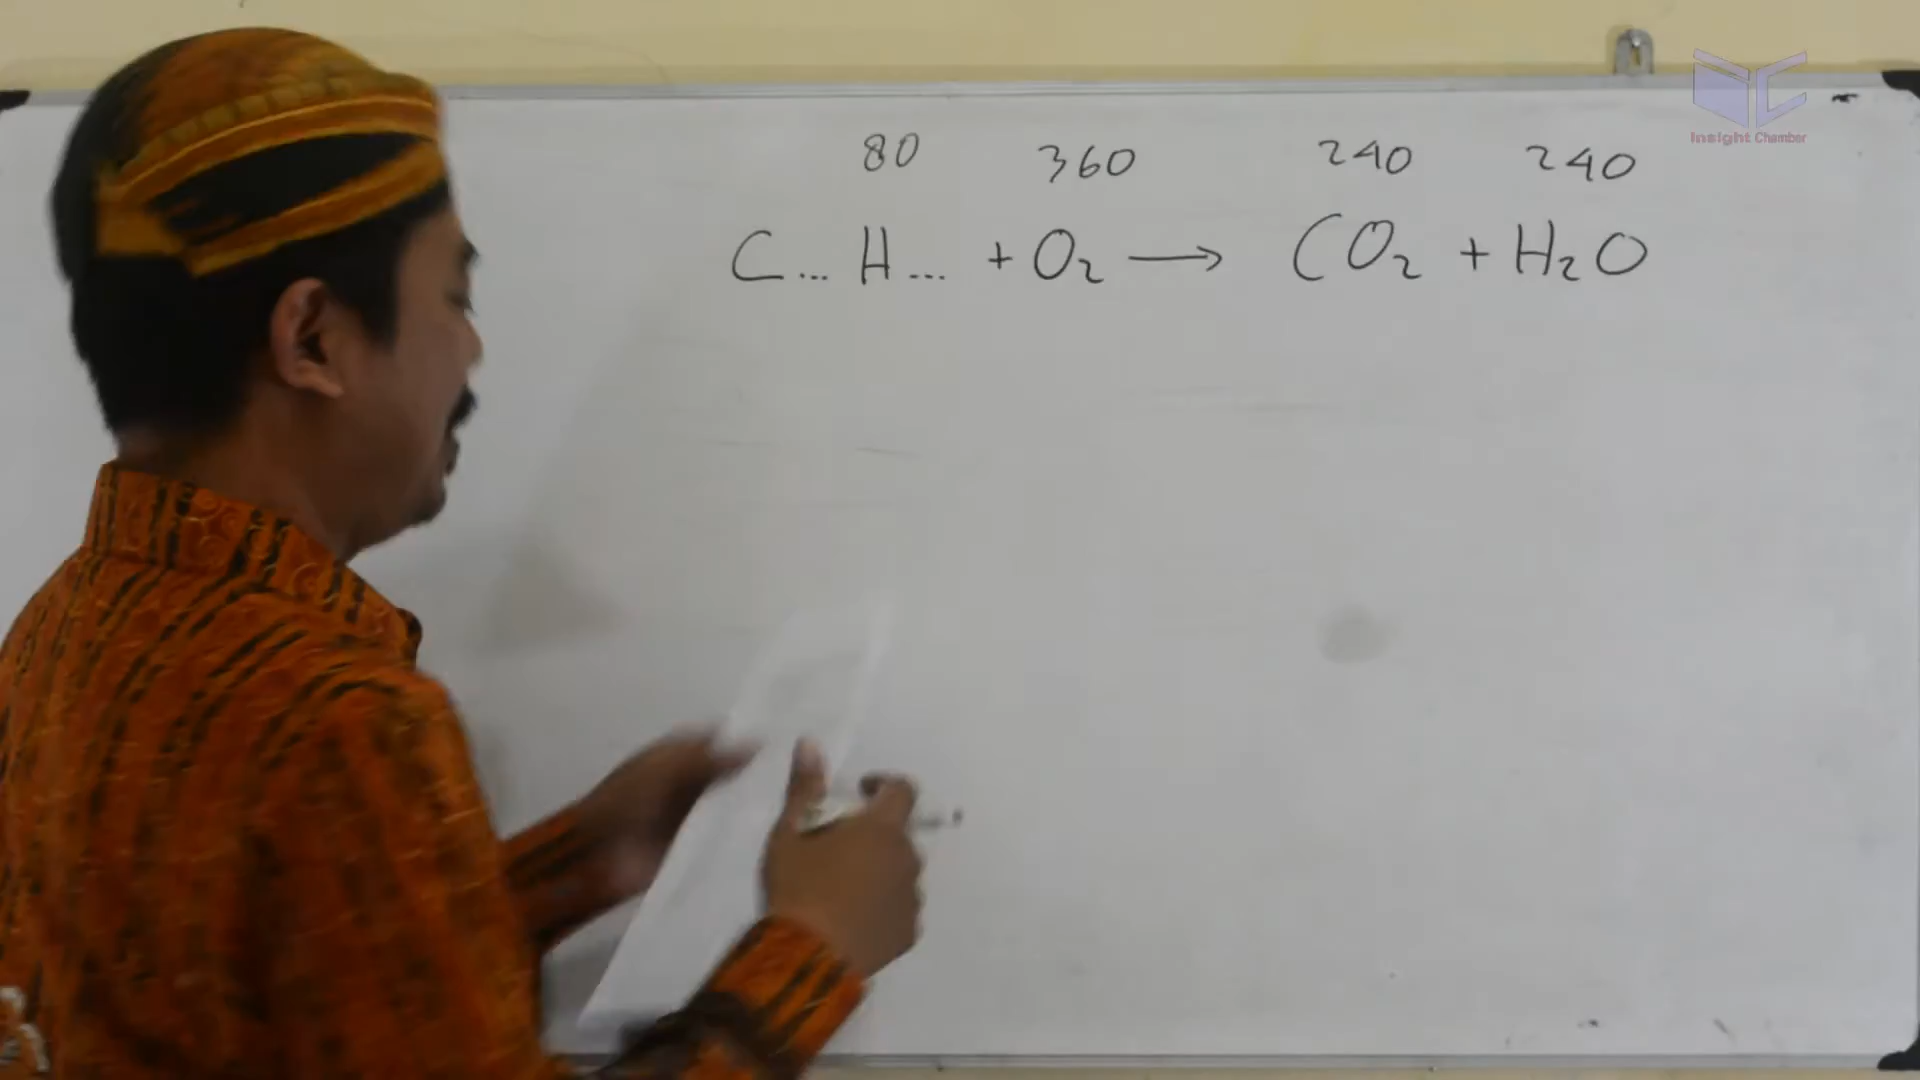 80 360 240 240
C... H... + O₂ ⟶ CO₂ + H₂O
Insight Chamber